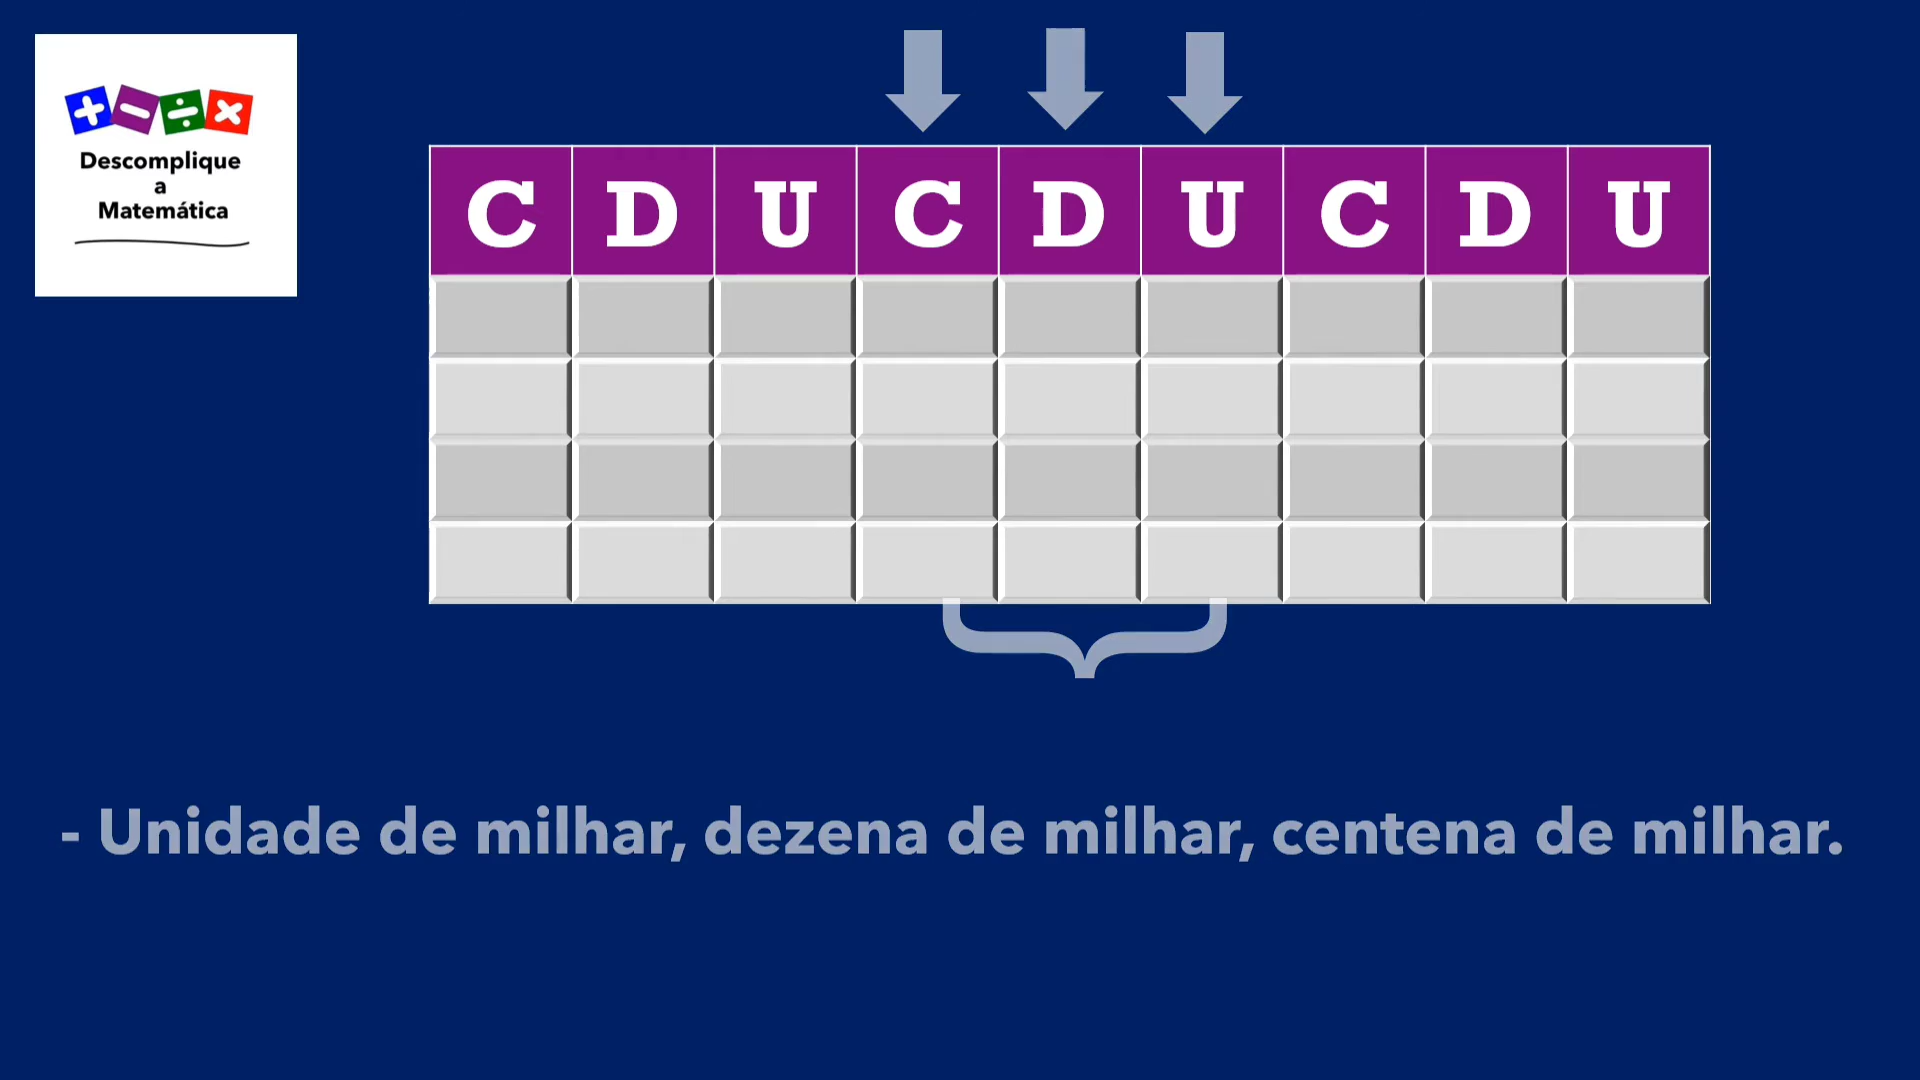 Descomplique
a
Matemática
C D U C D U C D U
- Unidade de milhar, dezena de milhar, centena de milhar.